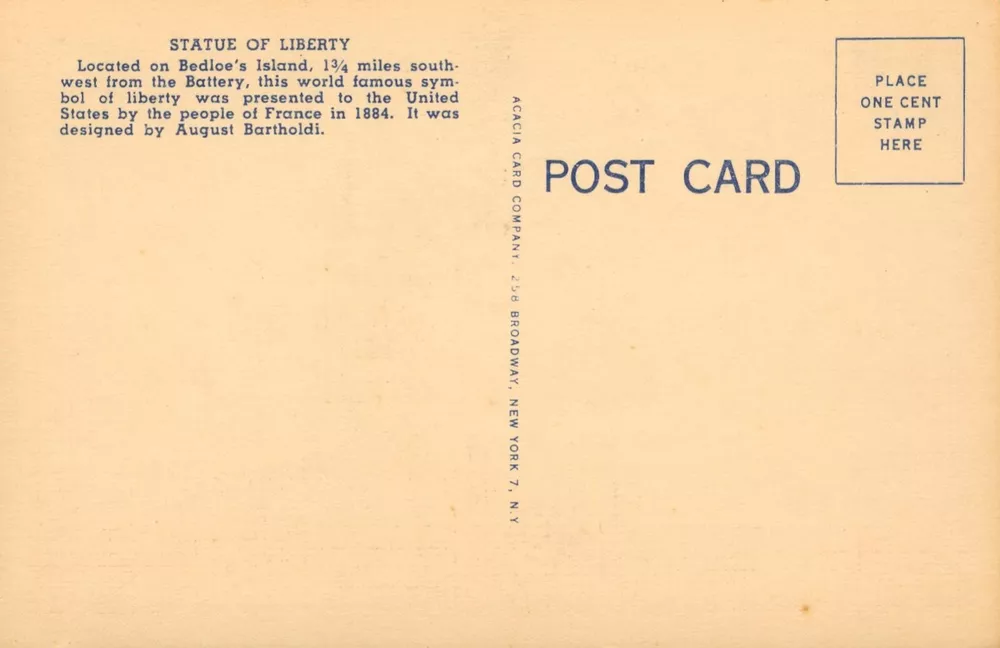 STATUE OF LIBERTY
Located on Bedloe's Island, 1¾ miles south-
west from the Battery, this world famous sym-
bol of liberty was presented to the United
States by the people of France in 1884. It was
designed by August Bartholdi.
ACACIA CARD COMPANY, 258 BROADWAY, NEW YORK 7, N.Y
POST CARD
PLACE
ONE CENT
STAMP
HERE